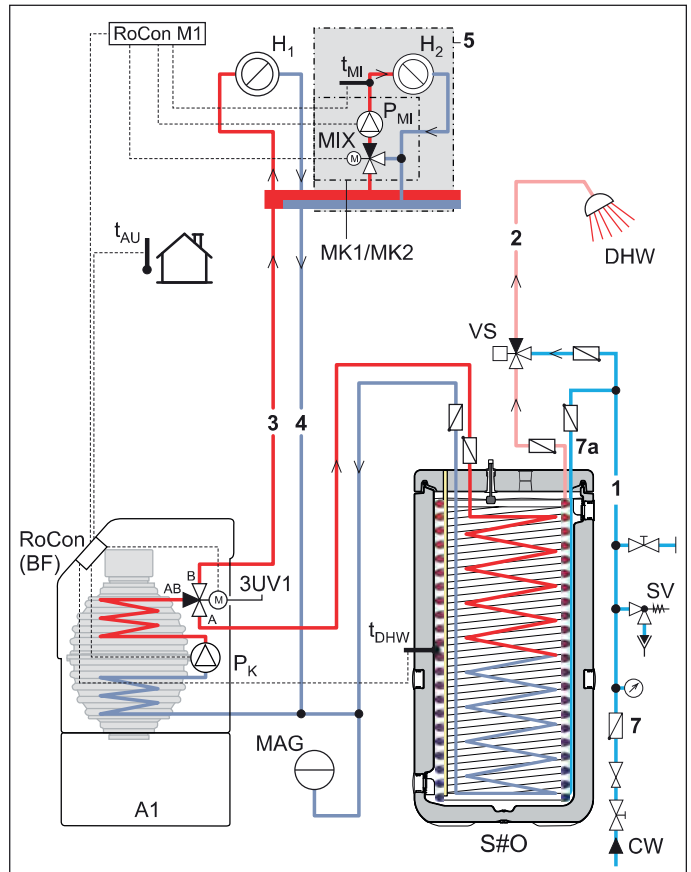 RoCon M1
H1
5
tMI
H2
PMI
MIX
M
MK1/MK2
tAU
2
DHW
VS
3
4
7a
1
RoCon
(BF)
B
AB
M
3UV1
A
PK
tDHW
SV
7
MAG
A1
S#O
CW